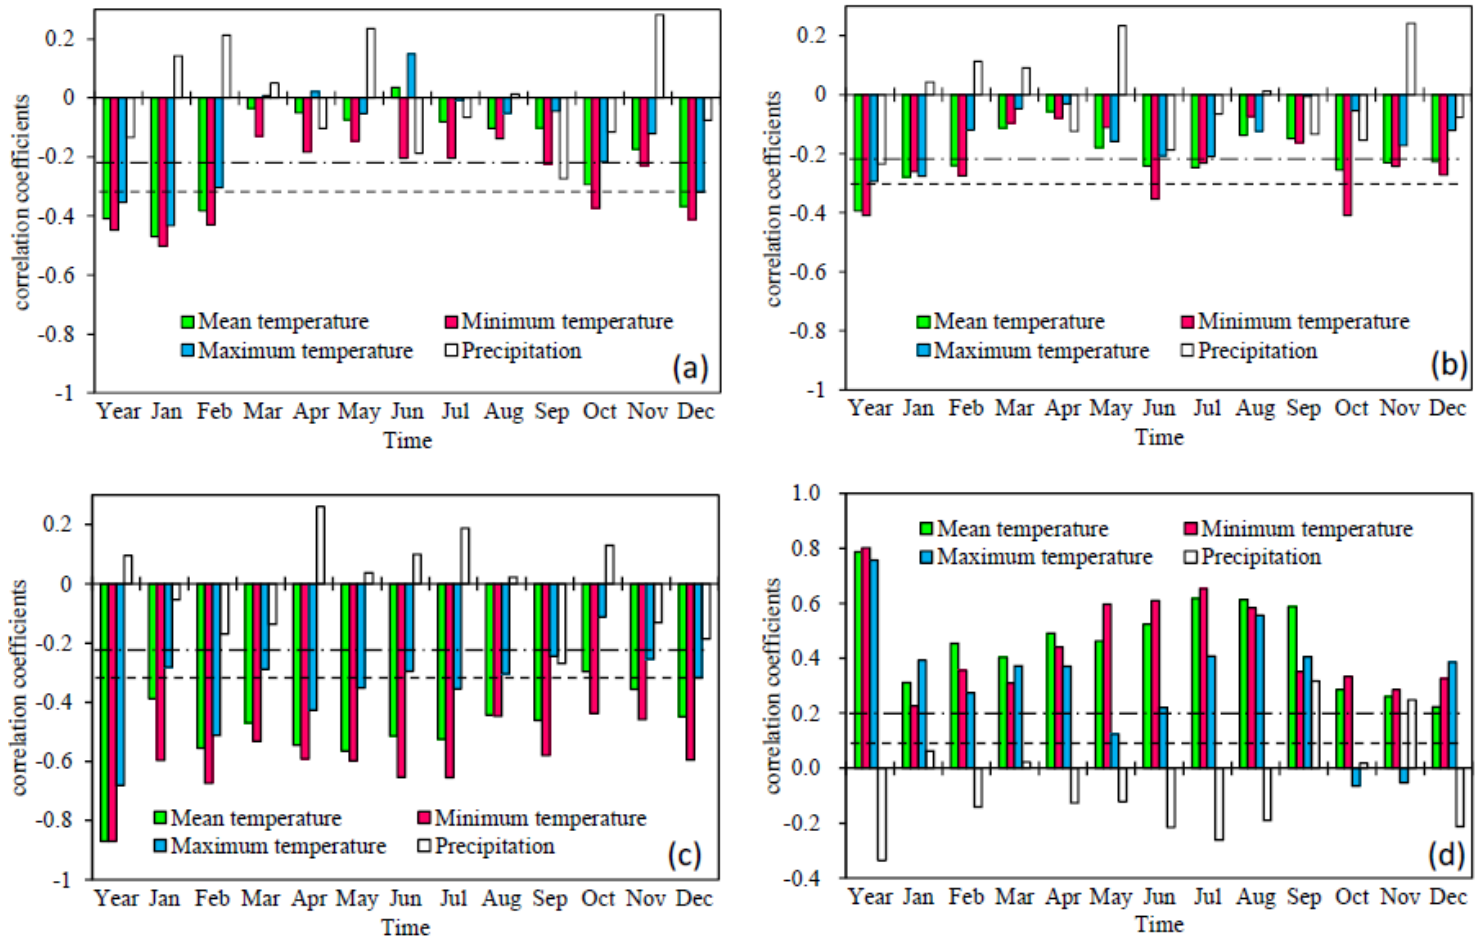 0.2
0
-0.2
-0.4
-0.6
-0.8
-1
correlation coefficients
Mean temperature
Minimum temperature
Maximum temperature
Precipitation
(a)
Year Jan Feb Mar Apr May Jun Jul Aug Sep Oct Nov Dec
Time
0.2
0
-0.2
-0.4
-0.6
-0.8
-1
correlation coefficients
Mean temperature
Minimum temperature
Maximum temperature
Precipitation
(b)
Year Jan Feb Mar Apr May Jun Jul Aug Sep Oct Nov Dec
Time
0.2
0
-0.2
-0.4
-0.6
-0.8
-1
correlation coefficients
Mean temperature
Minimum temperature
Maximum temperature
Precipitation
(c)
Year Jan Feb Mar Apr May Jun Jul Aug Sep Oct Nov Dec
Time
1.0
0.8
0.6
0.4
0.2
0.0
-0.2
-0.4
correlation coefficients
Mean temperature
Minimum temperature
Maximum temperature
Precipitation
(d)
Year Jan Feb Mar Apr May Jun Jul Aug Sep Oct Nov Dec
Time